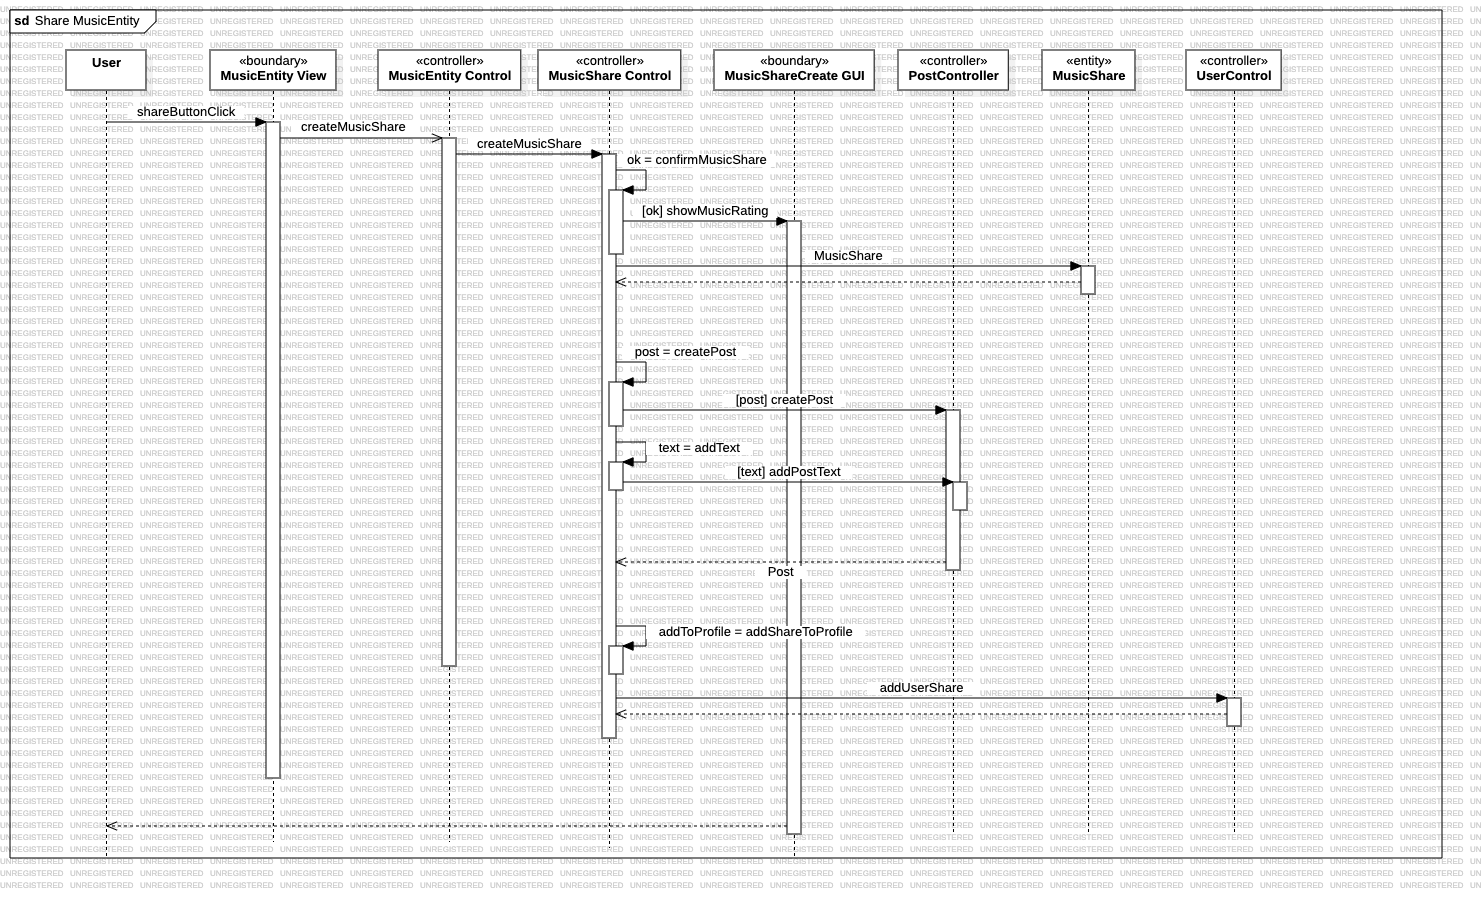 sd Share MusicEntity
User
«boundary»
MusicEntity View
«controller»
MusicEntity Control
«controller»
MusicShare Control
«boundary»
MusicShareCreate GUI
«controller»
PostController
«entity»
MusicShare
«controller»
UserControl
shareButtonClick
createMusicShare
createMusicShare
ok = confirmMusicShare
[ok] showMusicRating
MusicShare
post = createPost
[post] createPost
text = addText
[text] addPostText
Post
addToProfile = addShareToProfile
addUserShare
UNREGISTERED